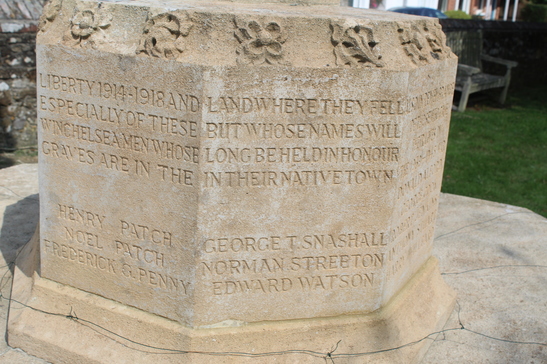 LIBERTY 1914-1918 AND
ESPECIALLY OF THESE
WINCHELSEA MEN WHOSE
GRAVES ARE IN THE
HENRY PATCH
NOEL PATCH
FREDERICK G. PENNY
LAND WHERE THEY FELL
BUT WHOSE NAMES WILL
LONG BE HELD IN HONOUR
IN THEIR NATIVE TOWN
GEORGE T. SNASHALL
NORMAN STREETON
EDWARD WATSON